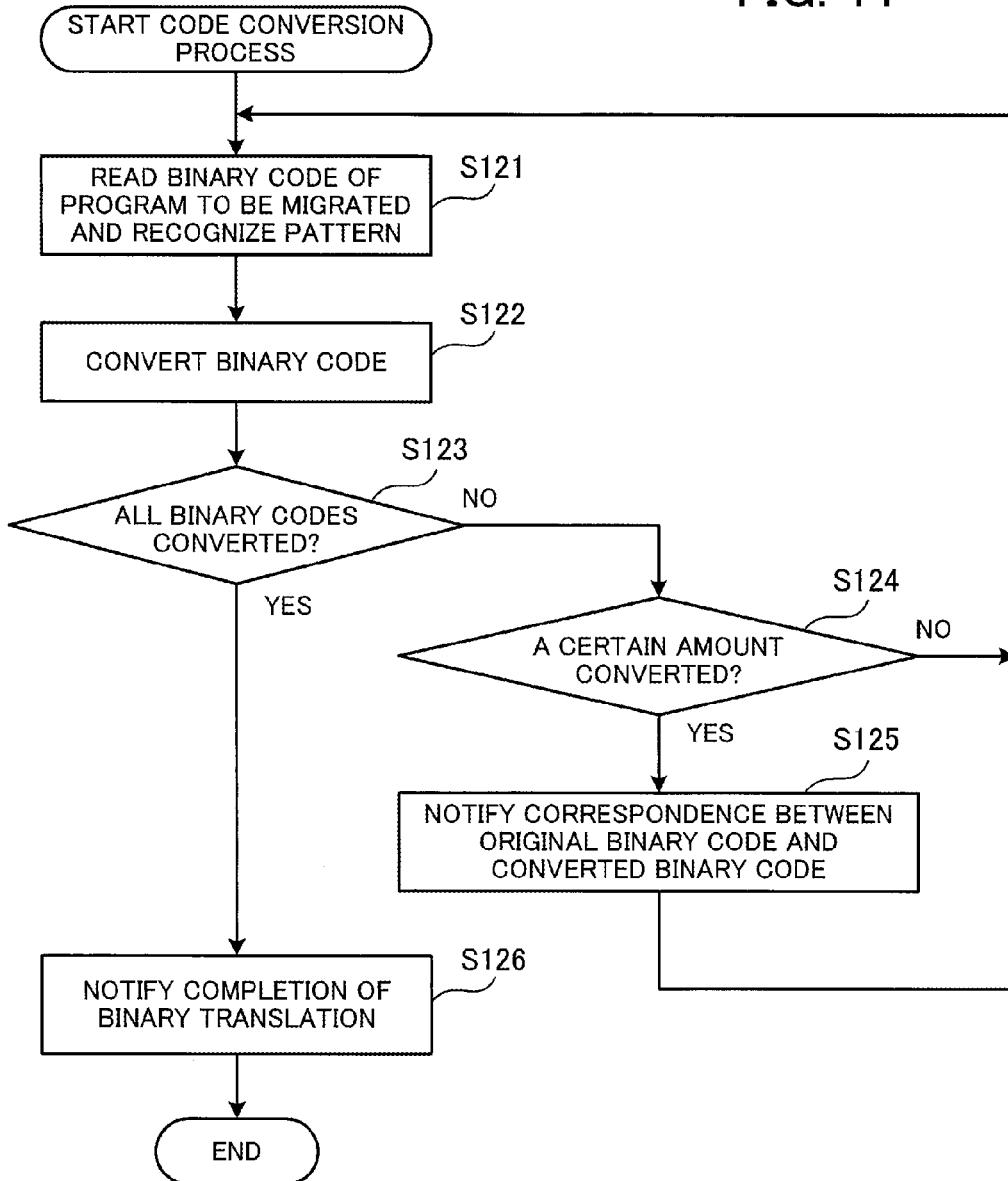 START CODE CONVERSION
PROCESS
S121
READ BINARY CODE OF
PROGRAM TO BE MIGRATED
AND RECOGNIZE PATTERN
S122
CONVERT BINARY CODE
S123
NO
ALL BINARY CODES
CONVERTED?
YES
S124
NO
A CERTAIN AMOUNT
CONVERTED?
YES
S125
NOTIFY CORRESPONDENCE BETWEEN
ORIGINAL BINARY CODE AND
CONVERTED BINARY CODE
S126
NOTIFY COMPLETION OF
BINARY TRANSLATION
END